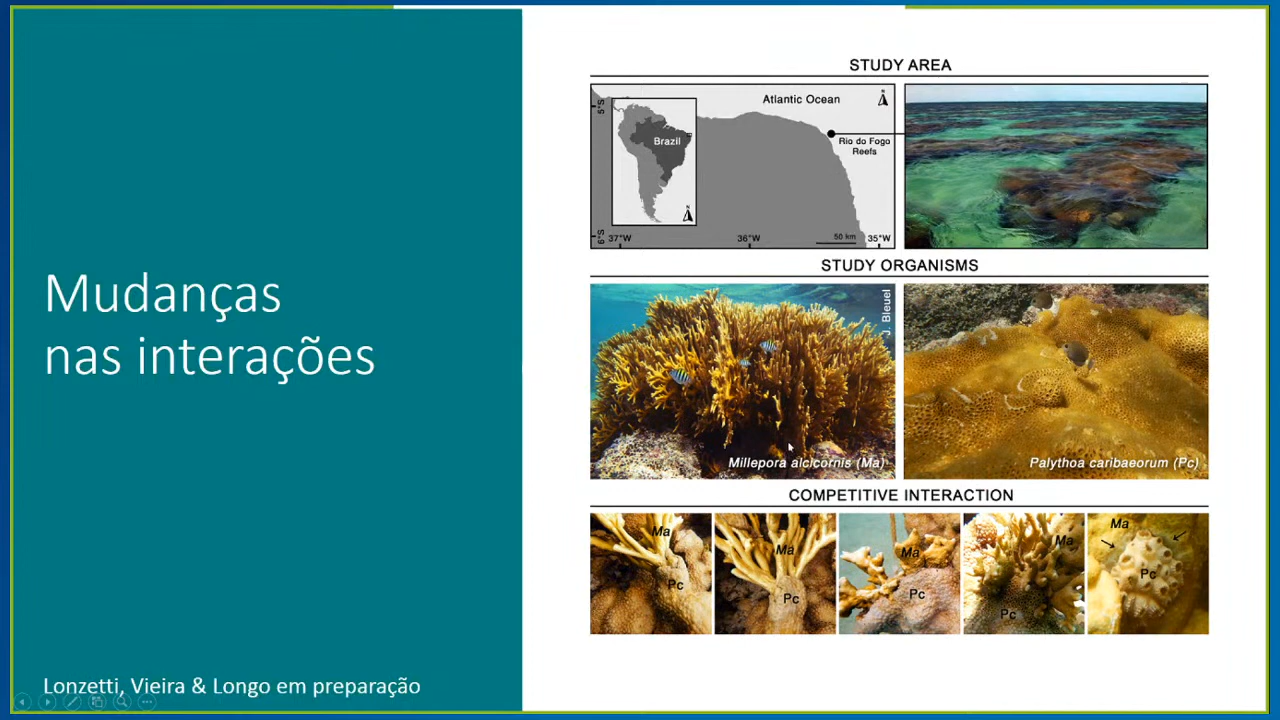 Mudanças
nas interações
Lonzetti, Vieira & Longo em preparação
STUDY AREA
5°S
6°S
Brazil
N
Atlantic Ocean
N
Rio do Fogo
Reefs
50 km
37°W
36°W
35°W
STUDY ORGANISMS
J. Bleuel
Millepora alcicornis (Ma)
Palythoa caribaeorum (Pc)
COMPETITIVE INTERACTION
Ma
Pc
Ma
Pc
Ma
Pc
Ma
Pc
Ma
Pc